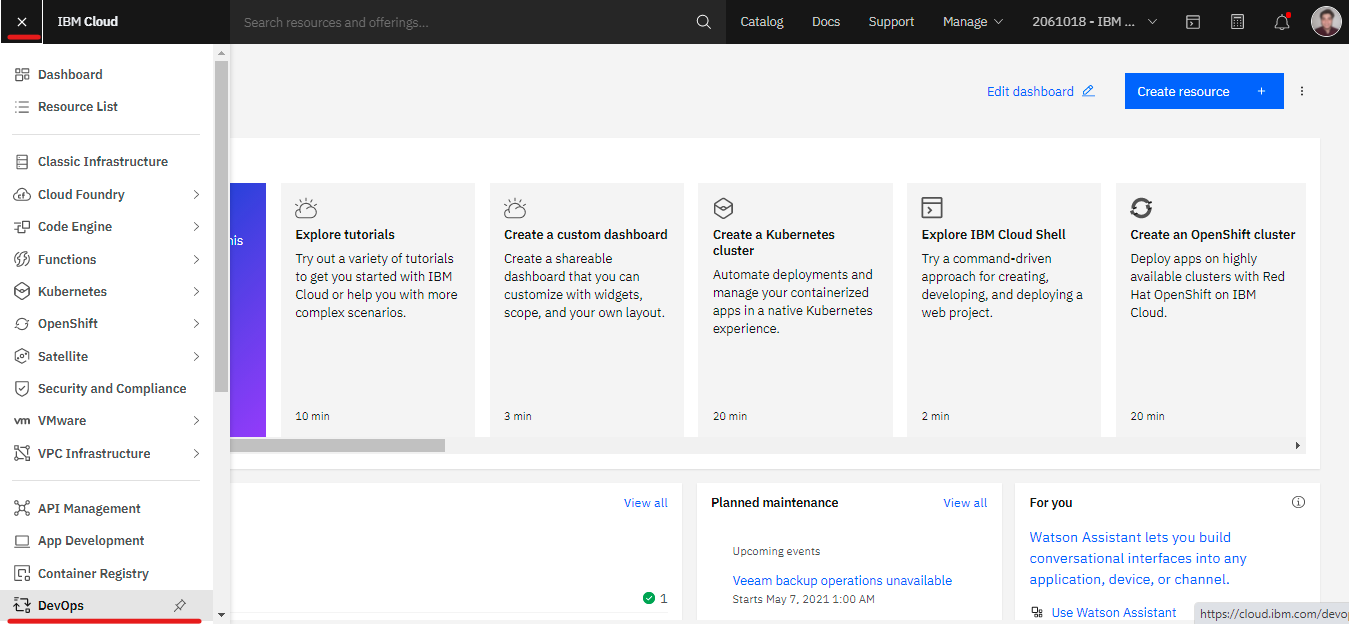 IBM Cloud
Search resources and offerings...
Catalog
Docs
Support
Manage
2061018 - IBM ...
Dashboard
Resource List
Classic Infrastructure
Cloud Foundry
Code Engine
Functions
Kubernetes
OpenShift
Satellite
Security and Compliance
vm VMware
VPC Infrastructure
API Management
App Development
Container Registry
DevOps
Edit dashboard
Create resource +
his
Explore tutorials
Try out a variety of tutorials
to get you started with IBM
Cloud or help you with more
complex scenarios.
10 min
Create a custom dashboard
Create a shareable
dashboard that you can
customize with widgets,
scope, and your own layout.
3 min
Create a Kubernetes
cluster
Automate deployments and
manage your containerized
apps in a native Kubernetes
experience.
20 min
Explore IBM Cloud Shell
Try a command-driven
approach for creating,
developing, and deploying a
web project.
2 min
Create an OpenShift cluster
Deploy apps on highly
available clusters with Red
Hat OpenShift on IBM
Cloud.
20 min
View all
1
Planned maintenance
View all
Upcoming events
Veeam backup operations unavailable
Starts May 7, 2021 1:00 AM
For you
Watson Assistant lets you build
conversational interfaces into any
application, device, or channel.
Use Watson Assistant
https://cloud.ibm.com/devop